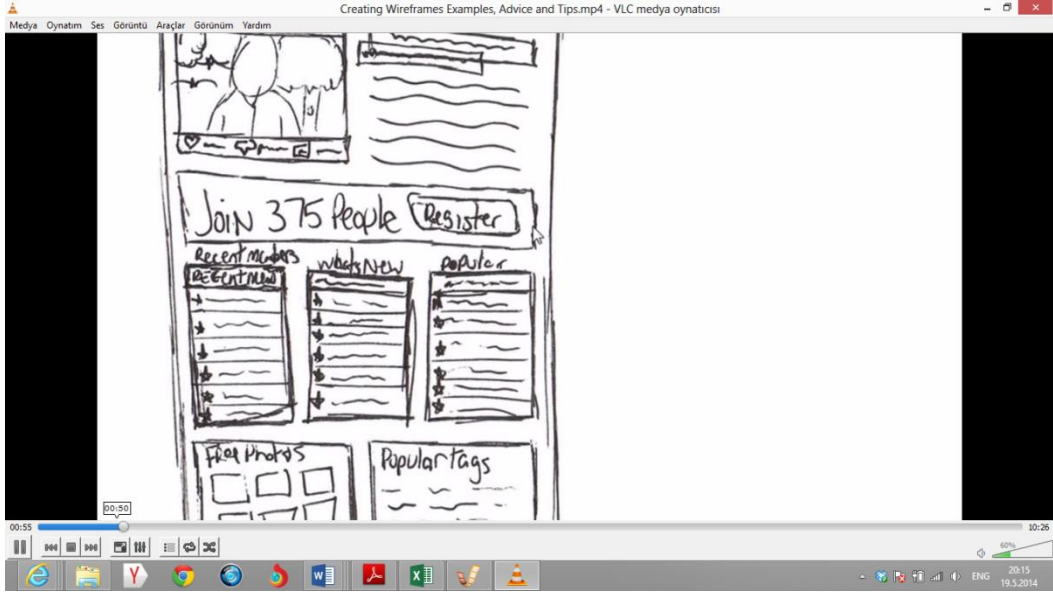 Creating Wireframes Examples, Advice and Tips.mp4 - VLC medya oynatıcısı
Medya Oynatım Ses Görüntü Araçlar Görünüm Yardım
Join 375 People Register
Recent members whats New Popular
RECENT MEM
Free Photos Popular tags
00:50
00:55 10:26
60%
ENG 20:15
19.5.2014